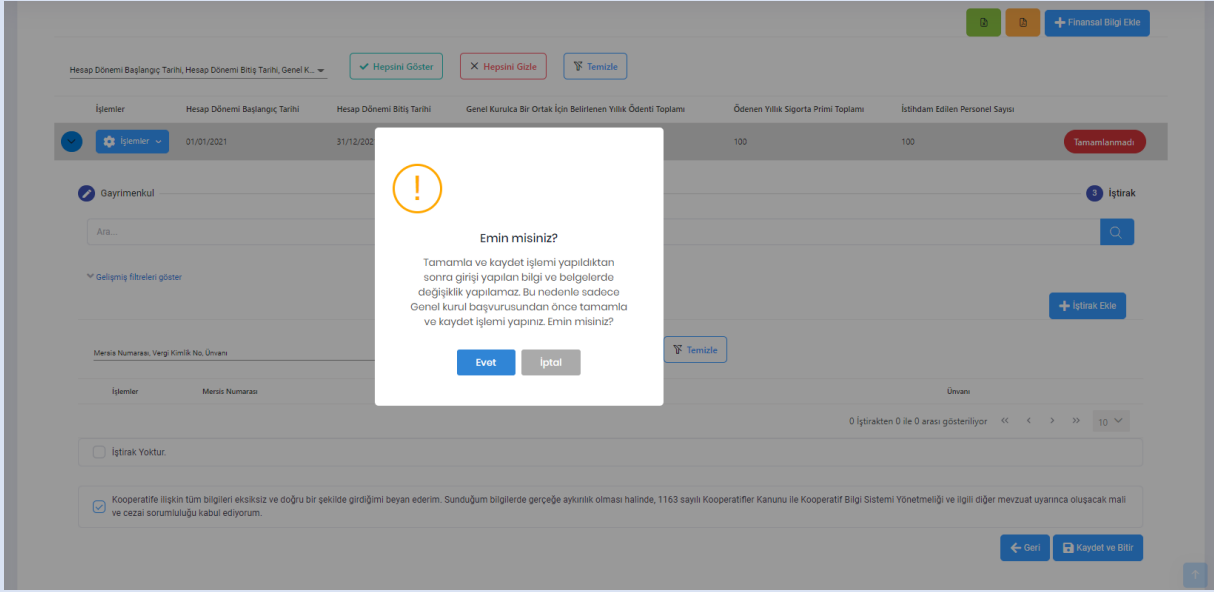 Finansal Bilgi Ekle
Hesap Dönemi Başlangıç Tarihi, Hesap Dönemi Bitiş Tarihi, Genel K...
Hepsini Göster
Hepsini Gizle
Temizle
İşlemler Hesap Dönemi Başlangıç Tarihi Hesap Dönemi Bitiş Tarihi Genel Kurulca Bir Ortak İçin Belirlenen Yıllık Ödenti Toplamı Ödenen Yıllık Sigorta Primi Toplamı İstihdam Edilen Personel Sayısı
İşlemler 01/01/2021 31/12/202 100 100 Tamamlanmadı
Gayrimenkul 3 İştirak
Ara...
Gelişmiş filtreleri göster
Emin misiniz?
Tamamla ve kaydet işlemi yapıldıktan
sonra girişi yapılan bilgi ve belgelerde
değişiklik yapılamaz. Bu nedenle sadece
Genel kurul başvurusundan önce tamamla
ve kaydet işlemi yapınız. Emin misiniz?
Evet İptal
İştirak Ekle
Mersis Numarası, Vergi Kimlik No, Ünvanı
Temizle
İşlemler Mersis Numarası Ünvanı
0 İştirakten 0 ile 0 arası gösteriliyor « ‹ › » 10
İştirak Yoktur.
Kooperatife ilişkin tüm bilgileri eksiksiz ve doğru bir şekilde girdiğimi beyan ederim. Sunduğum bilgilerde gerçeğe aykırılık olması halinde, 1163 sayılı Kooperatifler Kanunu ile Kooperatif Bilgi Sistemi Yönetmeliği ve ilgili diğer mevzuat uyarınca oluşacak mali
ve cezai sorumluluğu kabul ediyorum.
Geri Kaydet ve Bitir